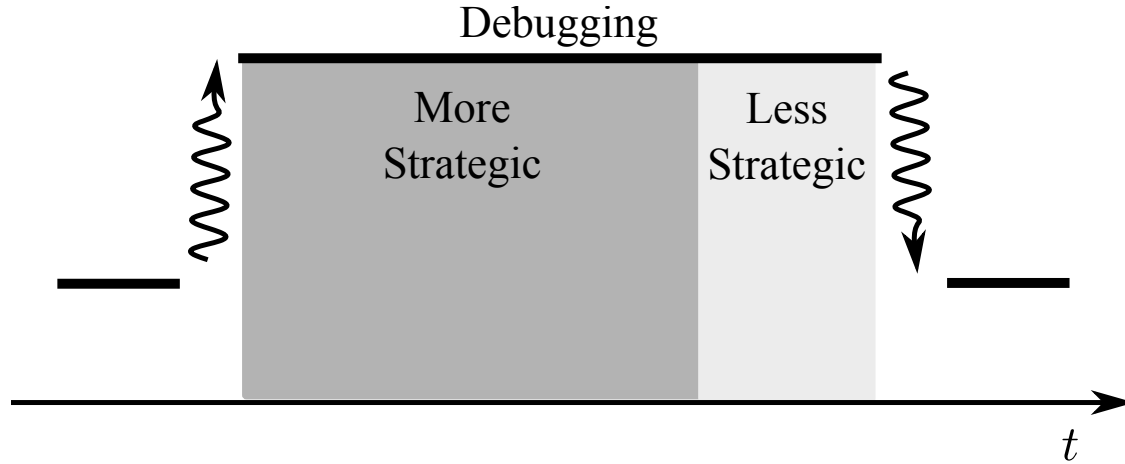 Debugging
More
Strategic
Less
Strategic
t